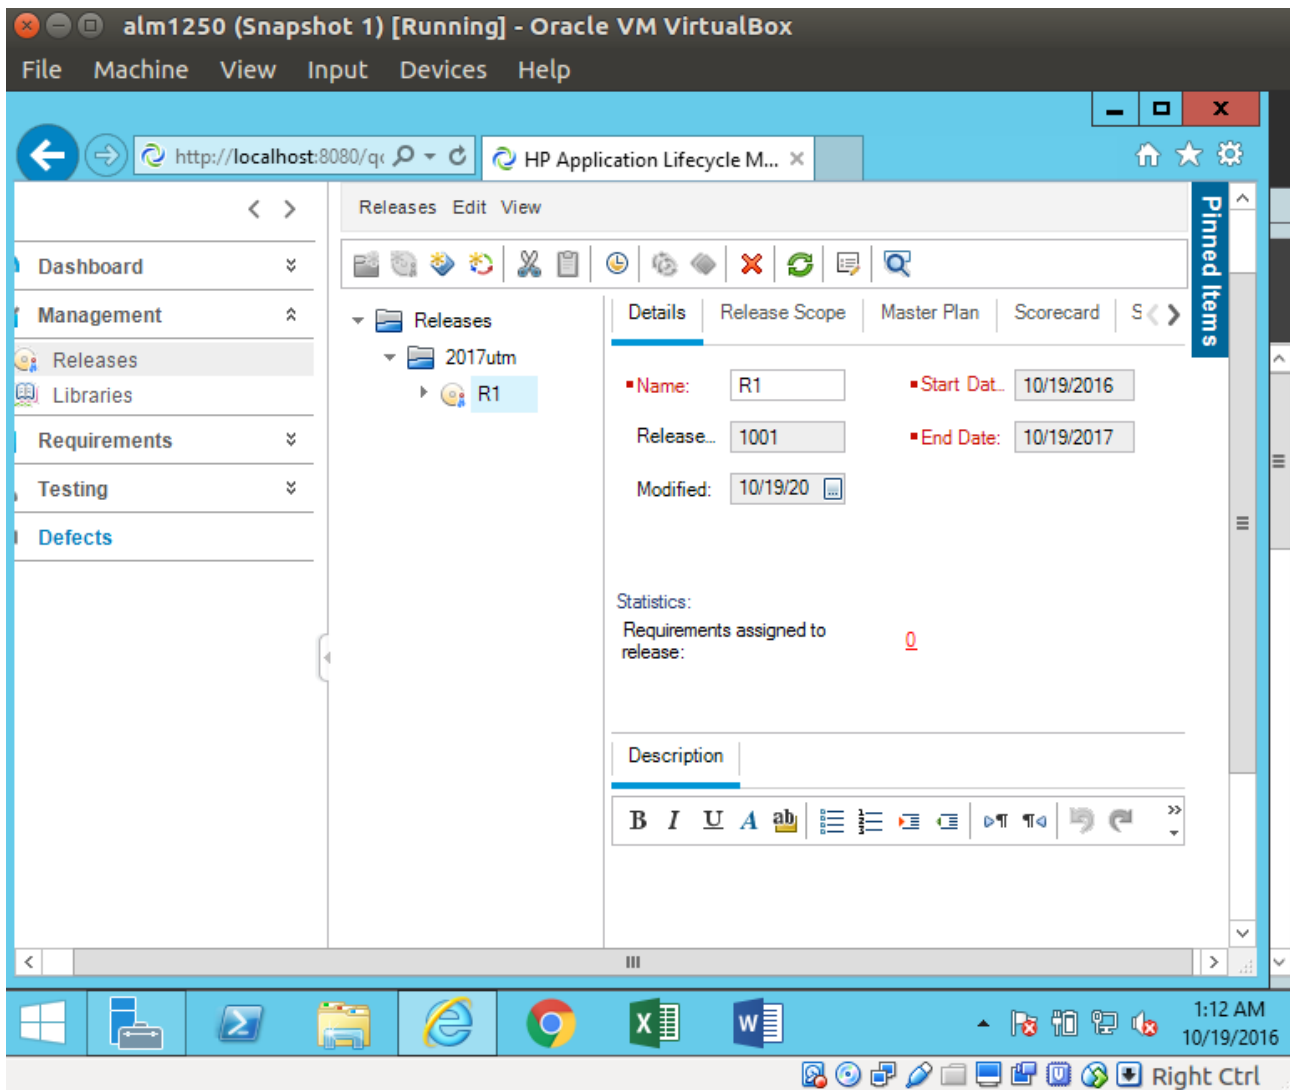 alm1250 (Snapshot 1) [Running] - Oracle VM VirtualBox
File Machine View Input Devices Help
http://localhost:8080/qc
HP Application Lifecycle M...
Releases Edit View
Pinned Items
Dashboard
Management
Releases
Libraries
Requirements
Testing
Defects
Releases
2017utm
R1
Details Release Scope Master Plan Scorecard S
Name: R1 Start Dat...  10/19/2016
Release... 1001 End Date: 10/19/2017
Modified: 10/19/20
Statistics:
Requirements assigned to
release: 0
Description
B I U A ab
1:12 AM
10/19/2016
Right Ctrl